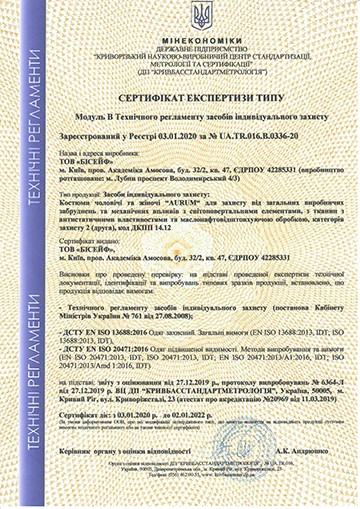 МІНЕКОНОМІКИ
ДЕРЖАВНЕ ПІДПРИЄМСТВО
"КРИВОРІЗЬКИЙ НАУКОВО-ВИРОБНИЧИЙ ЦЕНТР СТАНДАРТИЗАЦІЇ,
МЕТРОЛОГІЇ ТА СЕРТИФІКАЦІЇ"
(ДП "КРИВБАССТАНДАРТМЕТРОЛОГІЯ")
СЕРТИФІКАТ ЕКСПЕРТИЗИ ТИПУ
Модуль В Технічного регламенту засобів індивідуального захисту
Зареєстрований у Реєстрі 03.01.2020 за № UA.TR.016.В.0336-20
Назва і адреса виробника:
ТОВ «БІСЕЙФ»
м. Київ, пров. Академіка Амосова, буд. 32/2, кв. 47, ЄДРПОУ 42285331 (виробництво
розташоване: м. Лубни проспект Володимирський 4/3)
Тип продукції: Засоби індивідуального захисту:
Костюма чоловічі та жіночі "AURUM" для захисту від загальних виробничих
забруднень та механічних впливів з світоповертальними елементами, з тканин з
антистатичними властивостями та масловодовідштовхуючою обробкою, категорія
захисту 2 (друга), код ДКПП 14.12
Сертифікат видано:
ТОВ «БІСЕЙФ»,
м. Київ, пров. Академіка Амосова, буд. 32/2, кв. 47, ЄДРПОУ 42285331
Висновки про проведену перевірку: на підставі проведеної експертизи технічної
документації, ідентифікації та випробувань типових зразків продукції, встановлено, що
продукція відповідає вимогам:
- Технічного регламенту засобів індивідуального захисту (постанова Кабінету
Міністрів України № 761 від 27.08.2008);
- ДСТУ EN ISO 13688:2016 Одяг захисний. Загальні вимоги (EN ISO 13688:2013, IDT; ISO
13688:2013, IDT);
- ДСТУ EN ISO 20471:2016 Одяг підвищеної видимості. Методи випробування та вимоги
(EN ISO 20471:2013, IDT; ISO 20471:2013, IDT; EN ISO 20471:2013/A1:2016, IDT; ISO
20471:2013/Amd 1:2016, IDT)
на підставі: звіту з оцінювання від 27.12.2019 р., протоколу випробувань № 6364-Л
від 27.12.2019 р. ВЦ ДП "КРИВБАССТАНДАРТМЕТРОЛОГІЯ", Україна, 50005, м.
Кривий Ріг, вул. Криворіжсталі, 23 (атестат про акредитацію №20969 від 11.03.2019)
Сертифікат діє: з 03.01.2020 р. до 02.01.2022 р.
Керівник органу з оцінки відповідності
А.К. Андрюшко
ТЕХНІЧНІ РЕГЛАМЕНТИ
ТЕХНІЧНІ РЕГЛАМЕНТИ